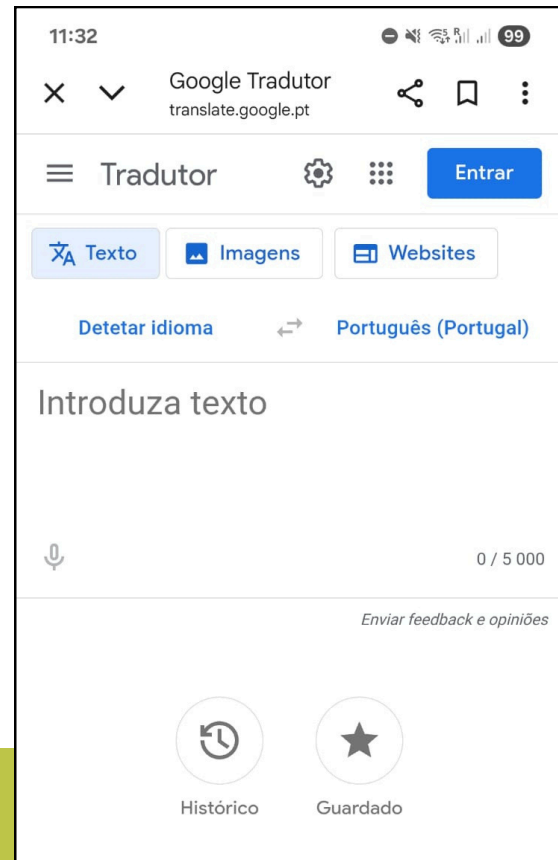 11:32 R 99
Google Tradutor
translate.google.pt
Tradutor Entrar
Texto Imagens Websites
Detetar idioma Português (Portugal)
Introduza texto
0 / 5 000
Enviar feedback e opiniões
Histórico Guardado